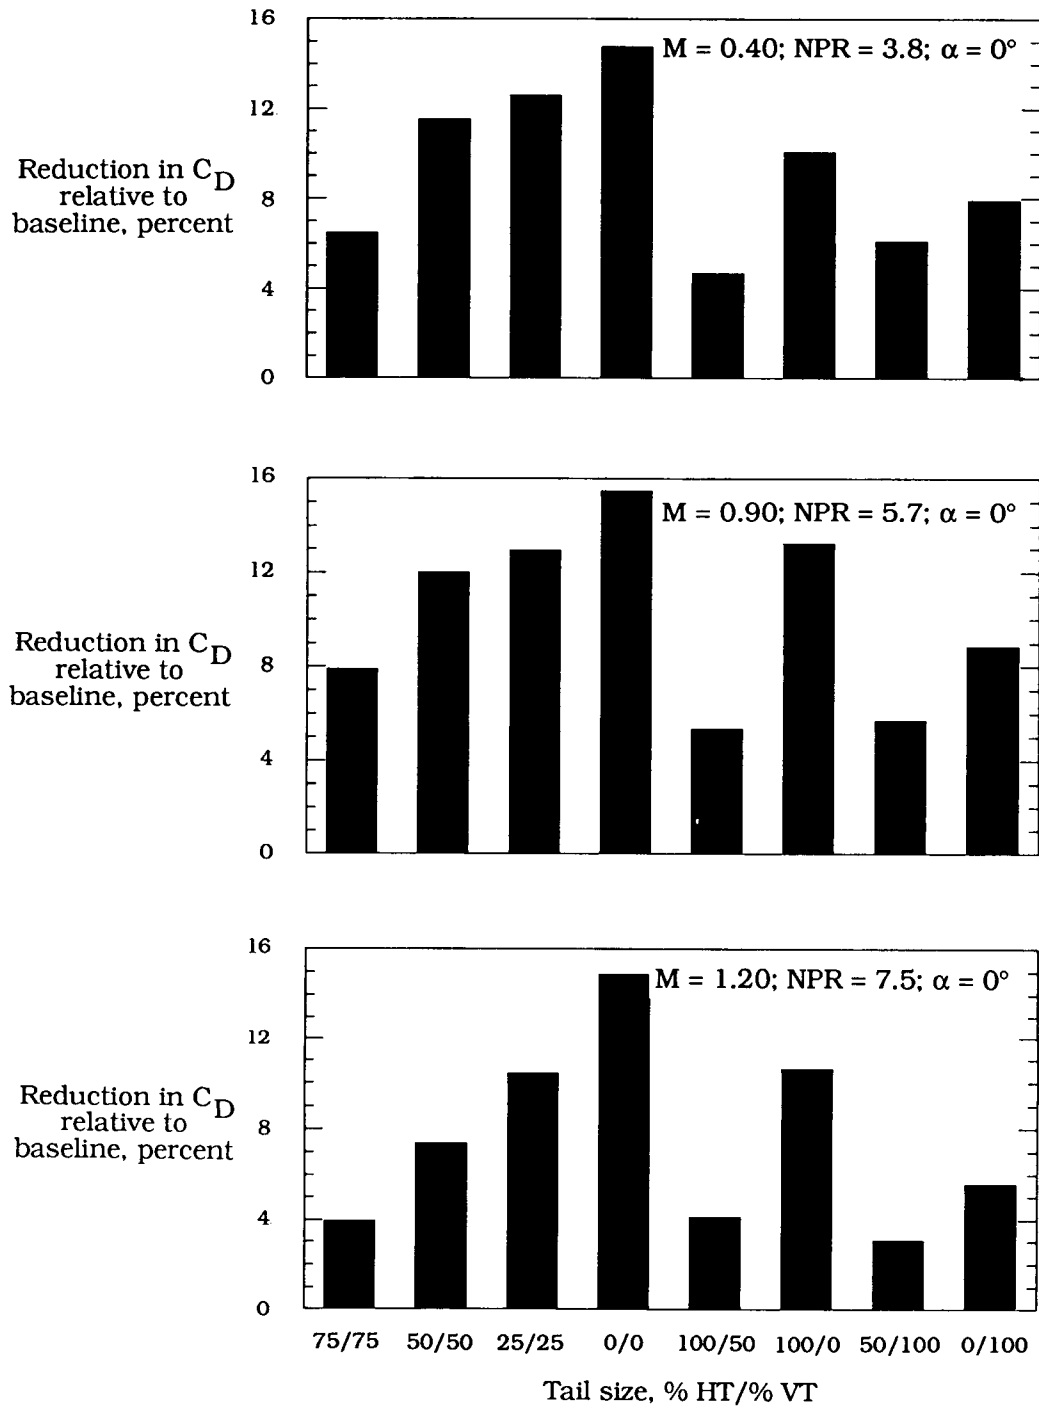 16
M = 0.40; NPR = 3.8; α = 0°
12
Reduction in C_D
relative to
baseline, percent
8
4
0
16
M = 0.90; NPR = 5.7; α = 0°
12
Reduction in C_D
relative to
baseline, percent
8
4
0
16
M = 1.20; NPR = 7.5; α = 0°
12
Reduction in C_D
relative to
baseline, percent
8
4
0
75/75 50/50 25/25 0/0 100/50 100/0 50/100 0/100
Tail size, % HT/% VT